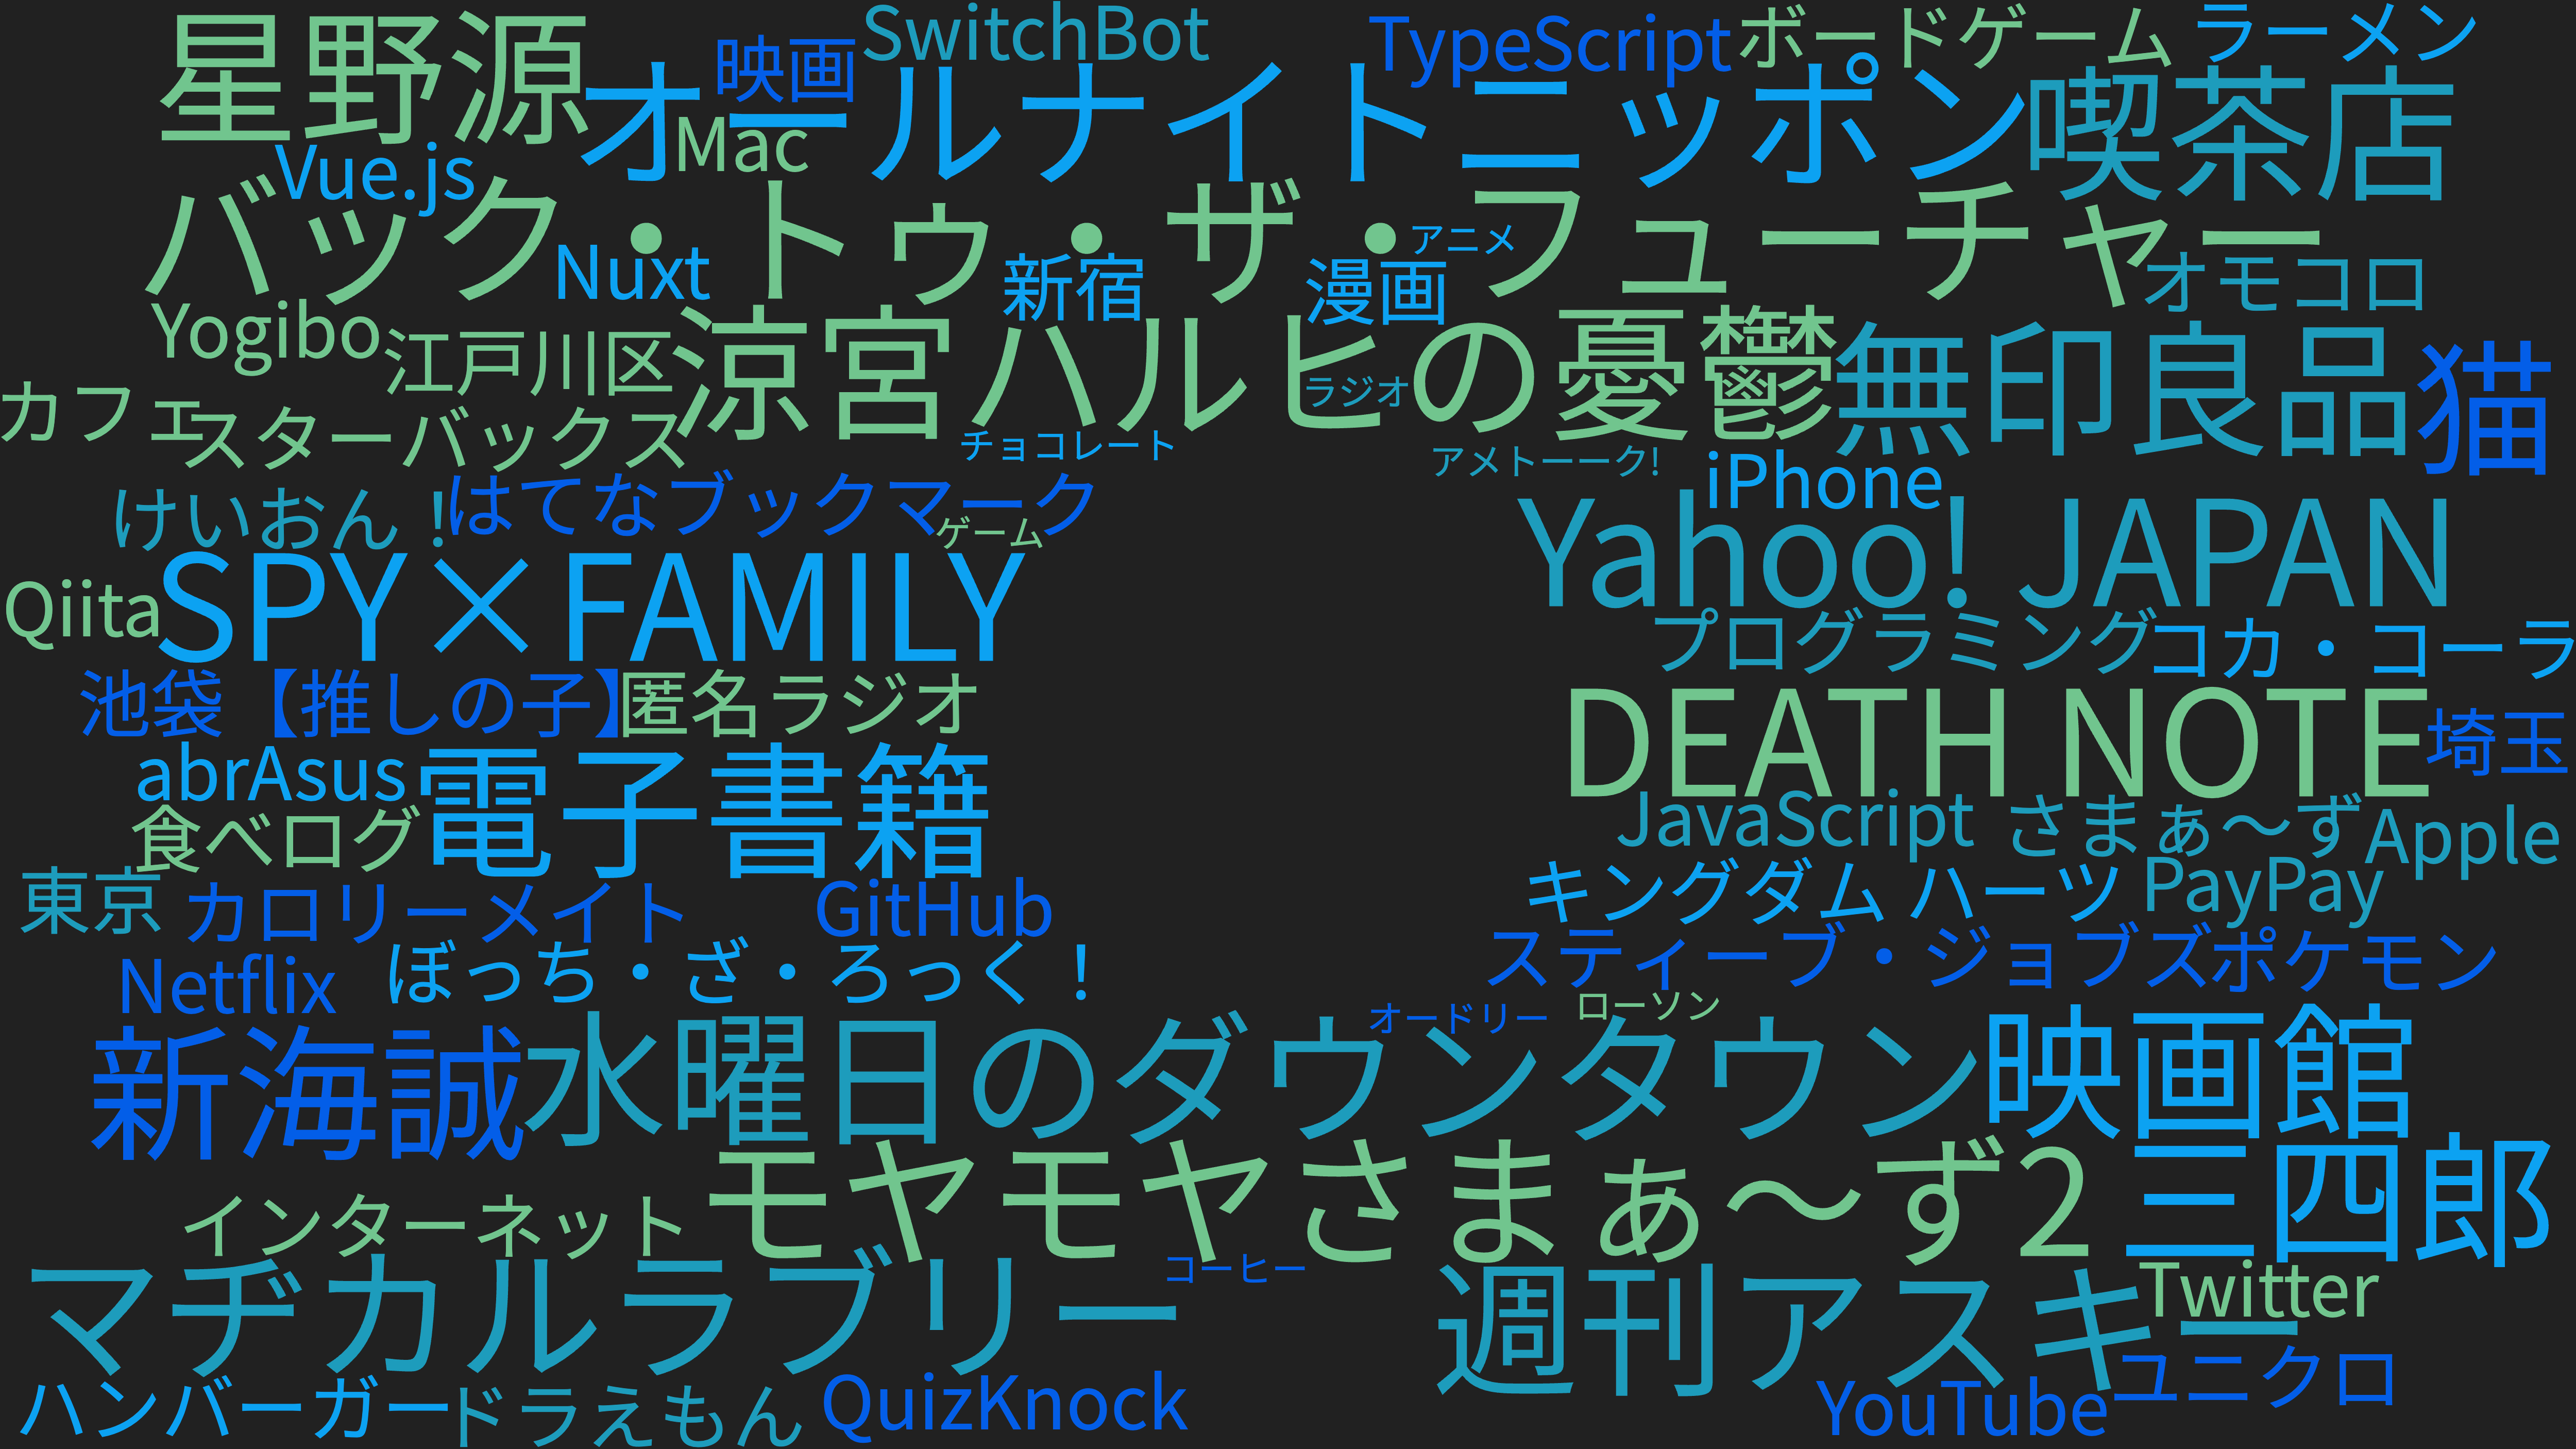 星野源
映画
SwitchBot
TypeScript
ボードゲーム
ラーメン
オールナイトニッポン
喫茶店
Mac
Vue.js
バック・トゥ・ザ・フューチャー
Nuxt
新宿
アニメ
漫画
オモコロ
Yogibo
江戸川区
涼宮ハルヒの憂鬱
無印良品
猫
ラジオ
カフェ
スターバックス
チョコレート
アメトーーク!
iPhone
けいおん!
はてなブックマーク
ゲーム
Yahoo! JAPAN
Qiita
SPY×FAMILY
プログラミング
コカ・コーラ
池袋
【推しの子】
匿名ラジオ
DEATH NOTE
埼玉
abrAsus
電子書籍
JavaScript
さまぁ〜ず
Apple
食べログ
東京
カロリーメイト
GitHub
キングダム ハーツ
PayPay
Netflix
ぼっち・ざ・ろっく!
スティーブ・ジョブズ
ポケモン
オードリー
ローソン
新海誠
水曜日のダウンタウン
映画館
モヤモヤさまぁ〜ず2
三四郎
インターネット
マヂカルラブリー
コーヒー
週刊アスキー
Twitter
ハンバーガー
ドラえもん
QuizKnock
YouTube
ユニクロ